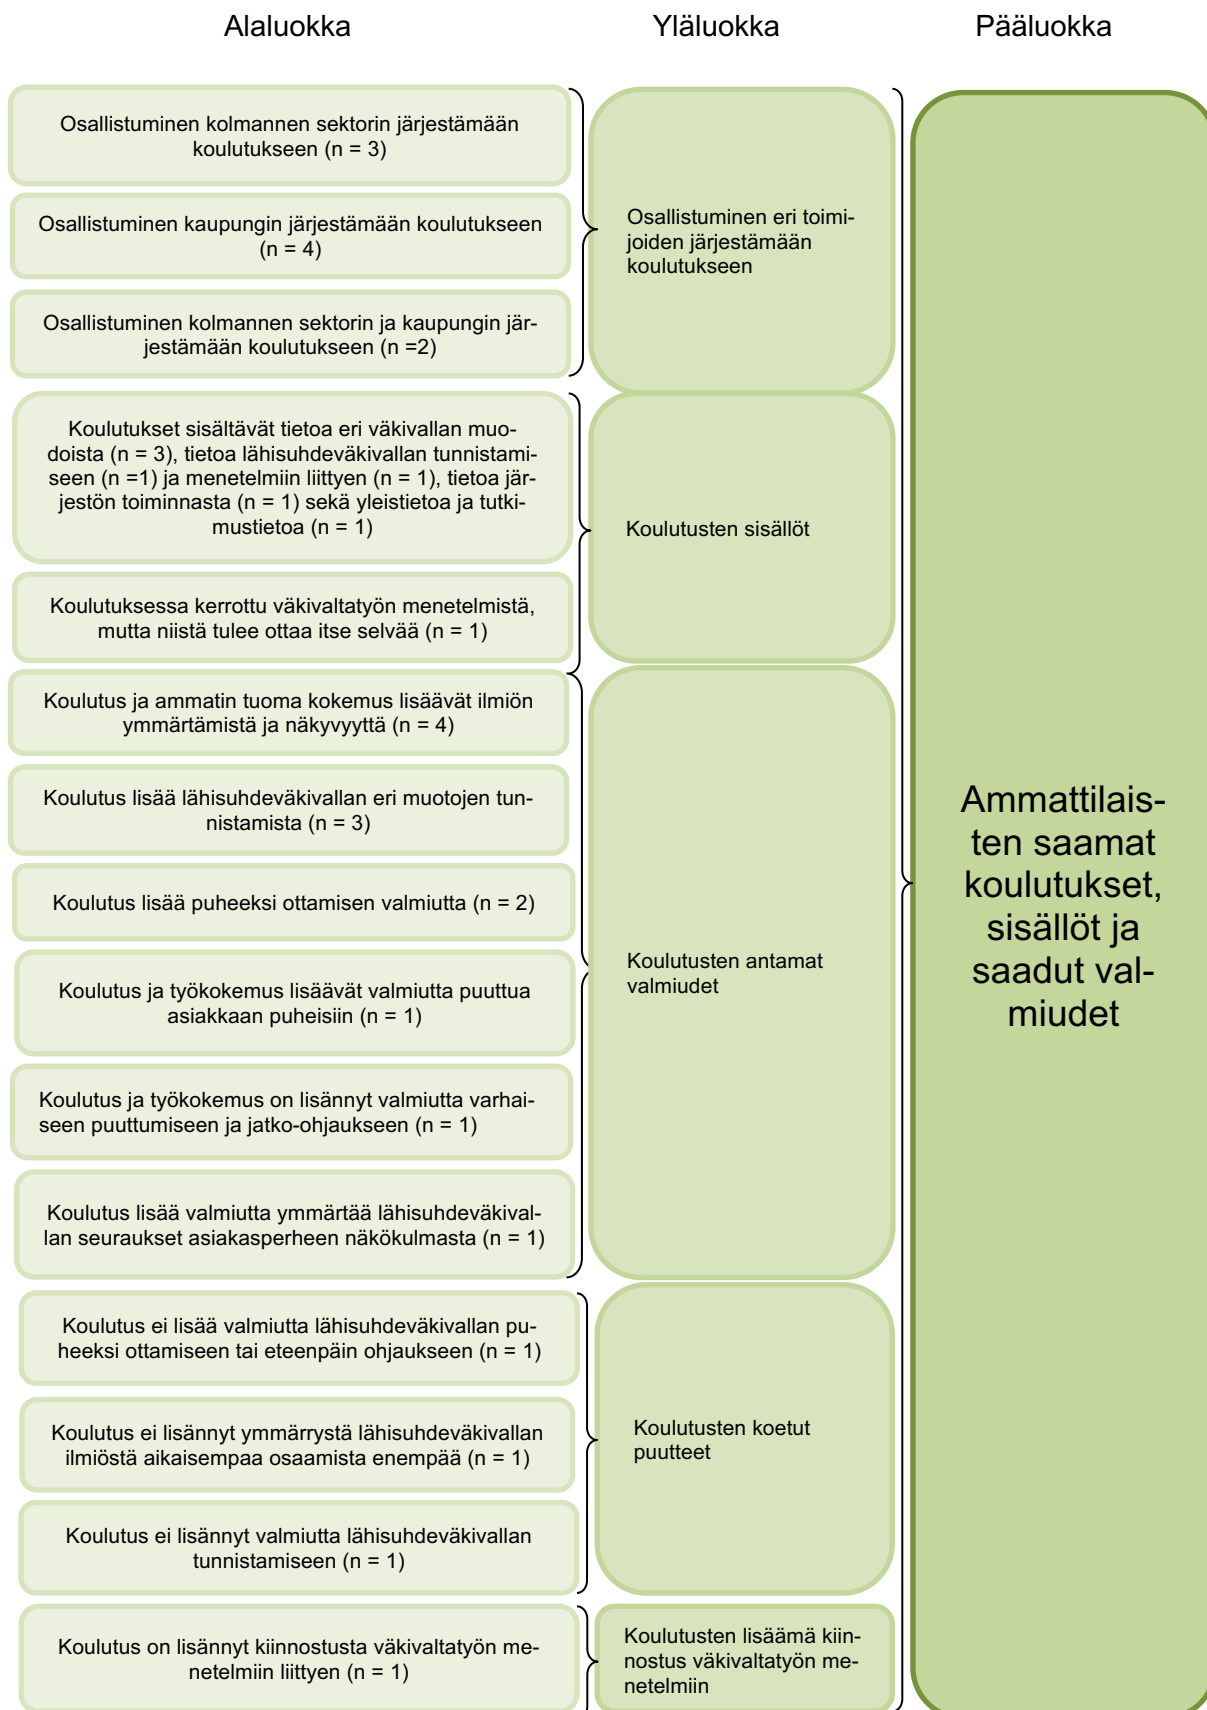 Alaluokka
Yläluokka
Pääluokka
Osallistuminen kolmannen sektorin järjestämään
koulutukseen (n = 3)
Osallistuminen kaupungin järjestämään koulutukseen
(n = 4)
Osallistuminen kolmannen sektorin ja kaupungin jär-
jestämään koulutukseen (n =2)
Osallistuminen eri toimi-
joiden järjestämään
koulutukseen
Koulutukset sisältävät tietoa eri väkivallan muo-
doista (n = 3), tietoa lähisuhdeväkivallan tunnistami-
seen (n =1) ja menetelmiin liittyen (n = 1), tietoa jär-
jestön toiminnasta (n = 1) sekä yleistietoa ja tutki-
mustietoa (n = 1)
Koulutuksessa kerrottu väkivaltatyön menetelmistä,
mutta niistä tulee ottaa itse selvää (n = 1)
Koulutusten sisällöt
Koulutus ja ammatin tuoma kokemus lisäävät ilmiön
ymmärtämistä ja näkyvyyttä (n = 4)
Koulutus lisää lähisuhdeväkivallan eri muotojen tun-
nistamista (n = 3)
Koulutus lisää puheeksi ottamisen valmiutta (n = 2)
Koulutus ja työkokemus lisäävät valmiutta puuttua
asiakkaan puheisiin (n = 1)
Koulutus ja työkokemus on lisännyt valmiutta varhai-
seen puuttumiseen ja jatko-ohjaukseen (n = 1)
Koulutus lisää valmiutta ymmärtää lähisuhdeväkival-
lan seuraukset asiakasperheen näkökulmasta (n = 1)
Koulutusten antamat
valmiudet
Koulutus ei lisää valmiutta lähisuhdeväkivallan pu-
heeksi ottamiseen tai eteenpäin ohjaukseen (n = 1)
Koulutus ei lisännyt ymmärrystä lähisuhdeväkivallan
ilmiöstä aikaisempaa osaamista enempää (n = 1)
Koulutus ei lisännyt valmiutta lähisuhdeväkivallan
tunnistamiseen (n = 1)
Koulutusten koetut
puutteet
Koulutus on lisännyt kiinnostusta väkivaltatyön me-
netelmiin liittyen (n = 1)
Koulutusten lisäämä kiin-
nostus väkivaltatyön me-
netelmiin
Ammattilais-
ten saamat
koulutukset,
sisällöt ja
saadut val-
miudet